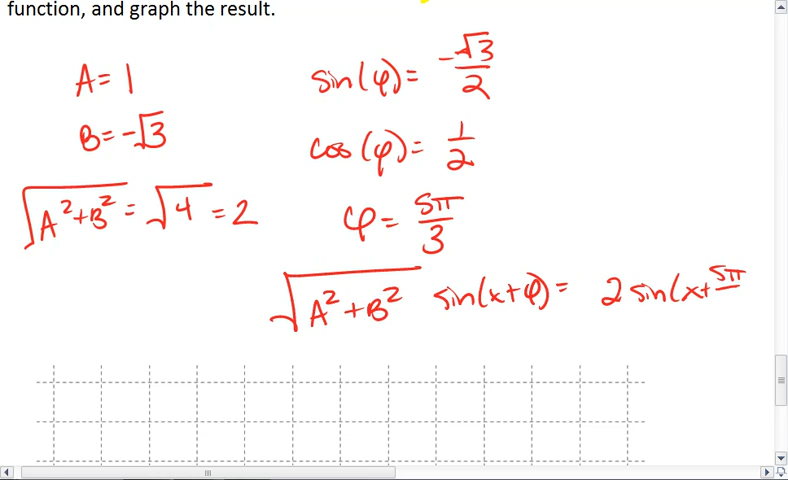 function, and graph the result.
A = 1
B = -√3
√A²+B² = √4 = 2
sin(φ) = -√3/2
cos(φ) = 1/2
φ = 5π/3
√A²+B² sin(x+φ) = 2 sin(x+5π